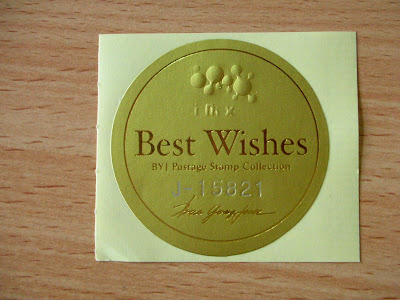 Best Wishes
BYJ Postage Stamp Collection
J-15821